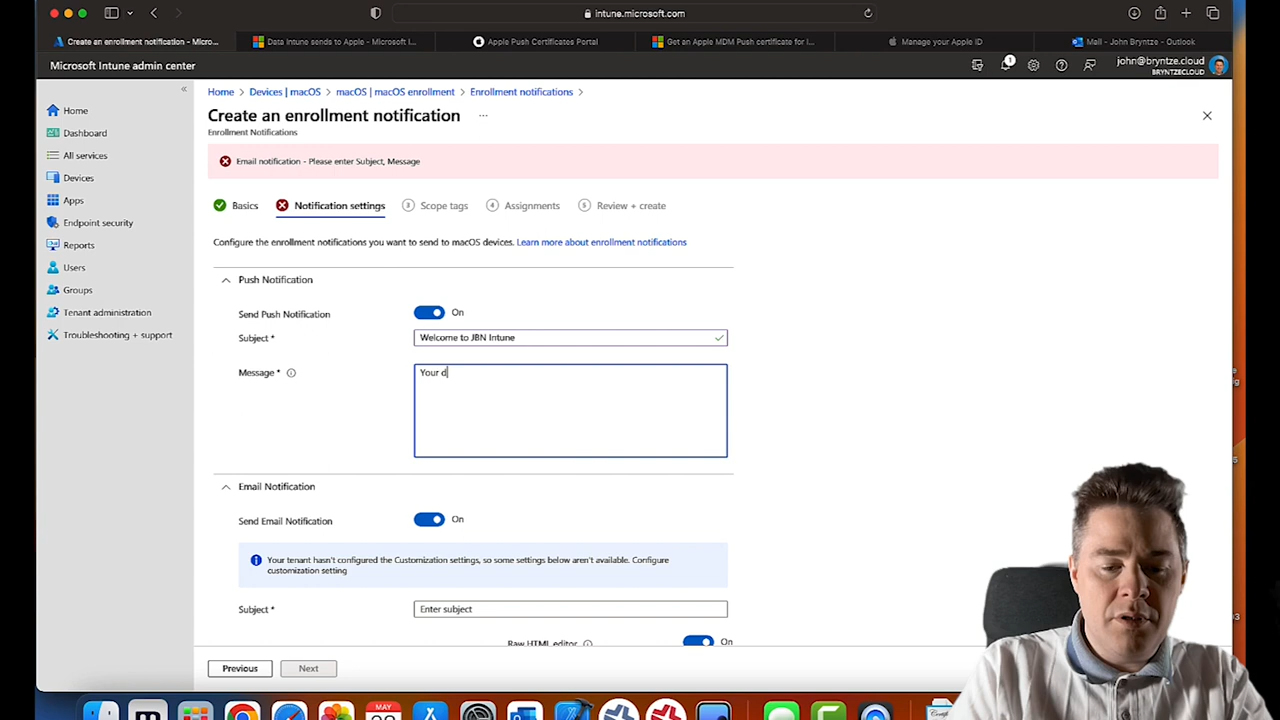 intune.microsoft.com
Create an enrollment notification - Micro...
Data Intune sends to Apple - Microsoft I...
Apple Push Certificates Portal
Get an Apple MDM Push certificate for i...
Manage your Apple ID
Mail - John Bryntze - Outlook
Microsoft Intune admin center
1
john@bryntze.cloud
BRYNTZECLOUD
«
Home
Dashboard
All services
Devices
Apps
Endpoint security
Reports
Users
Groups
Tenant administration
Troubleshooting + support
Home > Devices | macOS > macOS | macOS enrollment > Enrollment notifications >
Create an enrollment notification ...
Enrollment Notifications
Email notification - Please enter Subject, Message
Basics
Notification settings
3 Scope tags
4 Assignments
5 Review + create
Configure the enrollment notifications you want to send to macOS devices. Learn more about enrollment notifications
Push Notification
Send Push Notification On
Subject * Welcome to JBN Intune
Message * Your d
Email Notification
Send Email Notification On
Your tenant hasn't configured the Customization settings, so some settings below aren't available. Configure
customization setting
Subject * Enter subject
Raw HTML editor On
Previous Next
MAY